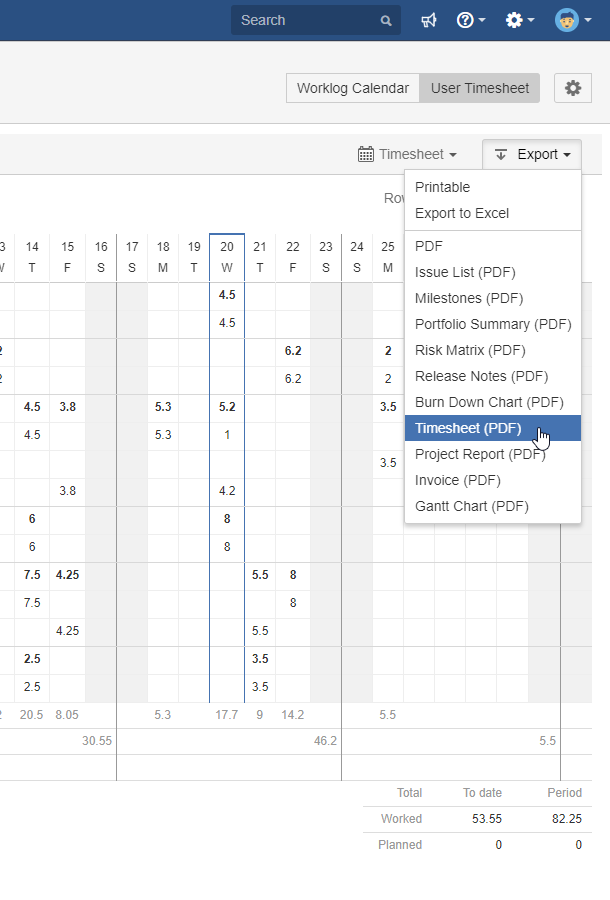 Search
Worklog Calendar User Timesheet
Timesheet Export
Printable
Export to Excel
PDF
Issue List (PDF)
Milestones (PDF)
Portfolio Summary (PDF)
Risk Matrix (PDF)
Release Notes (PDF)
Burn Down Chart (PDF)
Timesheet (PDF)
Project Report (PDF)
Invoice (PDF)
Gantt Chart (PDF)
14 15 16 17 18 19 20 21 22 23 24 25
T F S S M T W T F S S M
4.5
4.5
6.2 2
6.2 2
4.5 3.8 5.3 5.2 3.5
4.5 5.3 1
3.5
3.8 4.2
6 8
6 8
7.5 4.25 5.5 8
7.5 8
4.25 5.5
2.5 3.5
2.5 3.5
20.5 8.05 5.3 17.7 9 14.2 5.5
30.55 46.2 5.5
Total To date Period
Worked 53.55 82.25
Planned 0 0